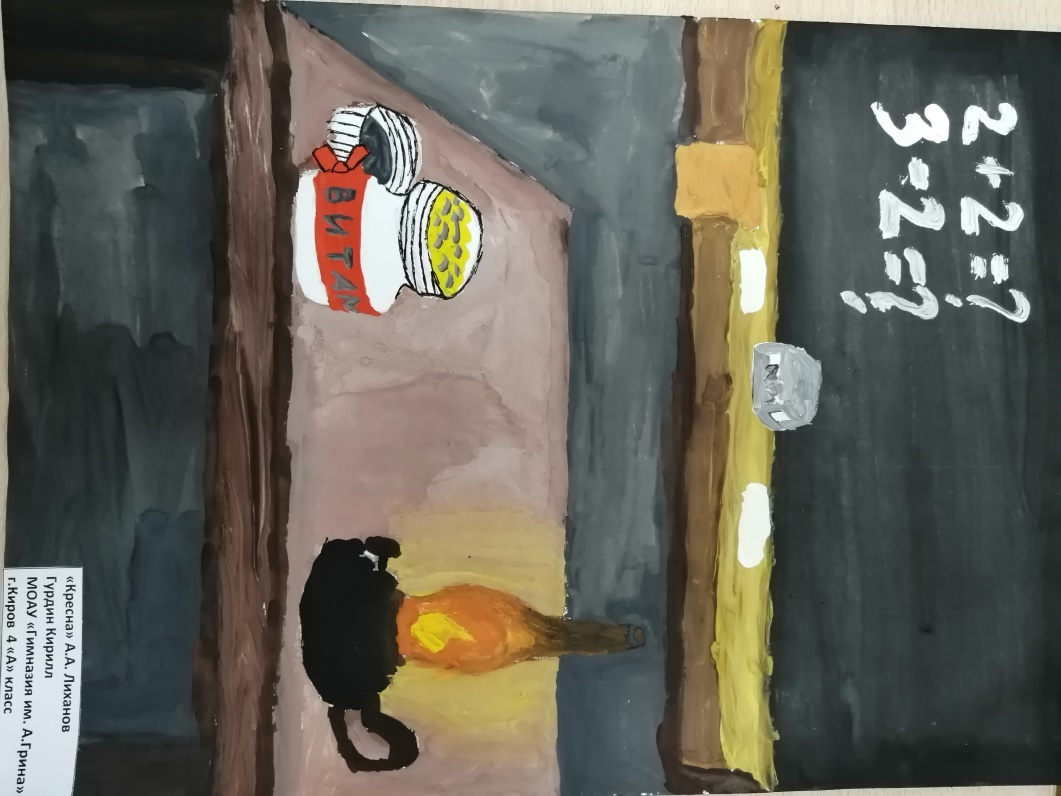 2+2=?
3-2=?
ВИТАМ
«Кресна» А.А. Лиханов
Гурдин Кирилл
МОАУ «Гимназия им. А.Грина»
г.Киров 4 «А» класс